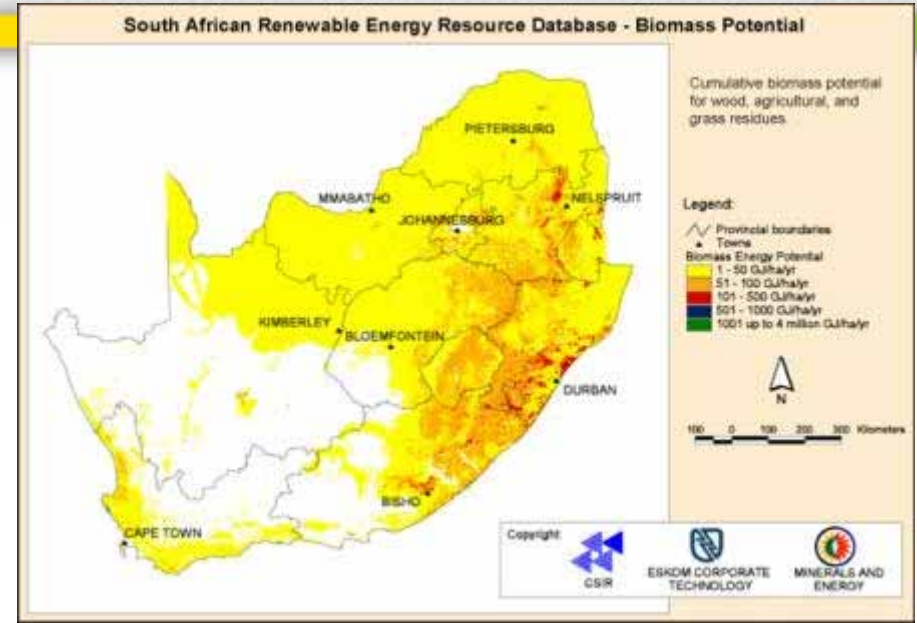 South African Renewable Energy Resource Database - Biomass Potential
Cumulative biomass potential
for wood, agricultural, and
grass residues
PIETERSBURG
MMABATHO
NELSPRUIT
JOHANNESBURG
KIMBERLEY
BLOEMFONTEIN
DURBAN
BISHO
CAPE TOWN
Legend:
Provincial boundaries
Towns
Biomass Energy Potential
1 - 50 GJ/ha/yr
51 - 100 GJ/ha/yr
101 - 500 GJ/ha/yr
501 - 1000 GJ/ha/yr
1001 up to 4 million GJ/ha/yr
N
100 0 100 200 300 Kilometers
Copyright:
CSIR
ESKOM CORPORATE
TECHNOLOGY
MINERALS AND
ENERGY